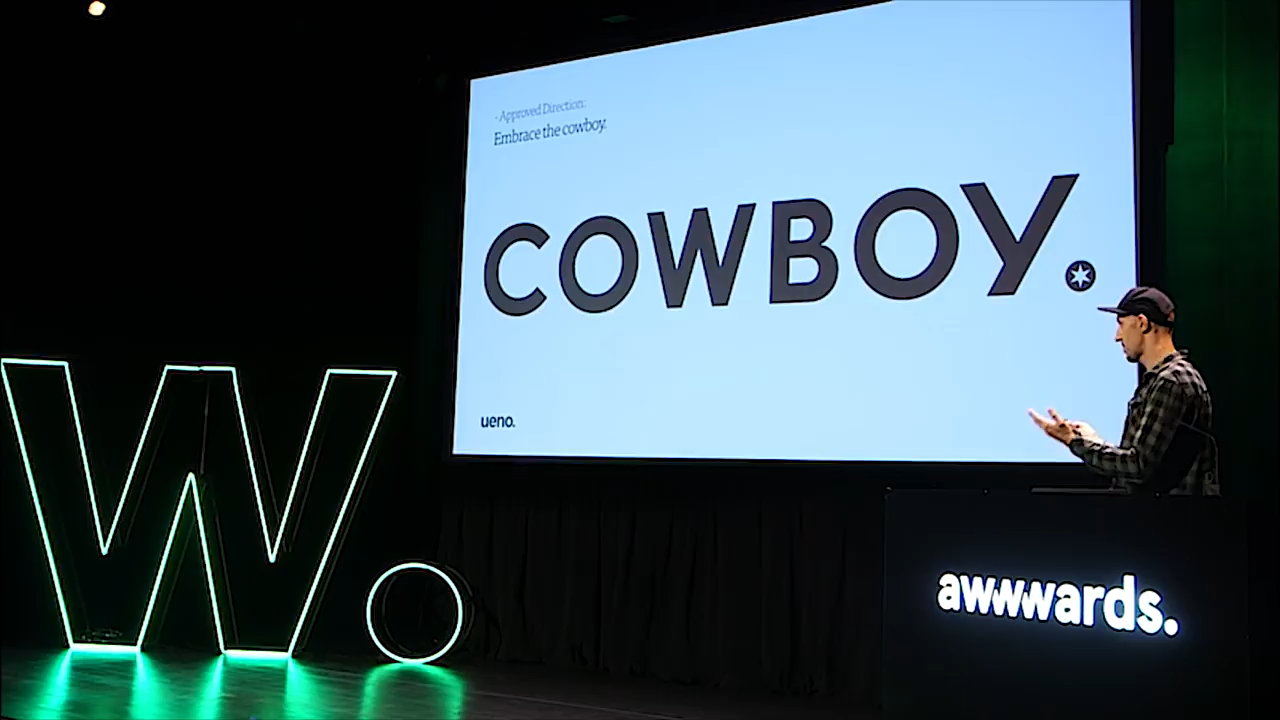 - Approved Direction:
Embrace the cowboy.
COWBOY.
ueno.
W.
awwwards.